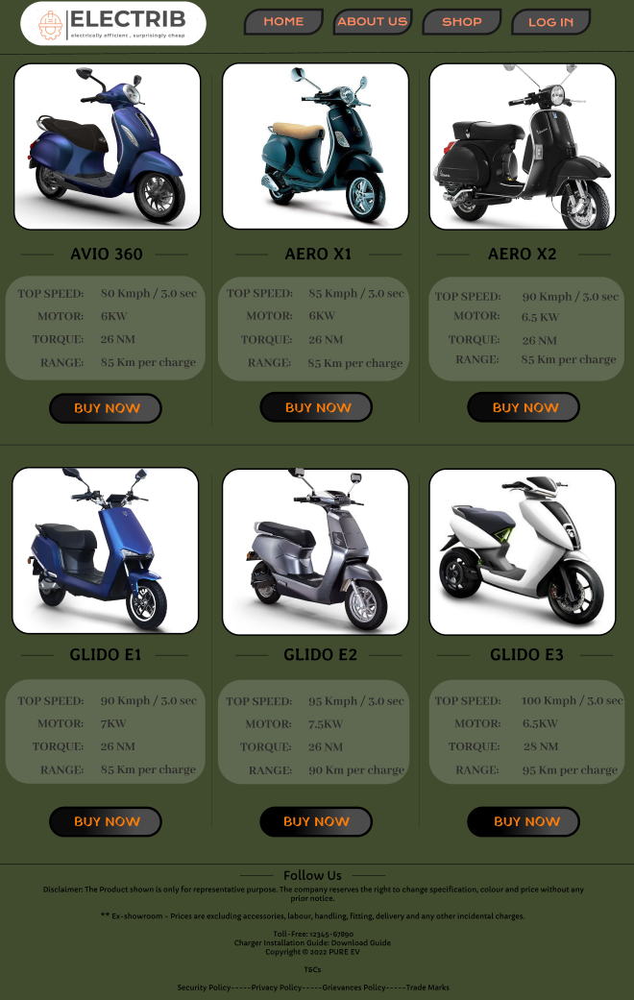 ELECTRIB
electrically efficient , surprisingly cheap
HOME ABOUT US SHOP LOG IN
AVIO 360
TOP SPEED: 80 Kmph / 3.0 sec
MOTOR: 6KW
TORQUE: 26 NM
RANGE: 85 Km per charge
BUY NOW
AERO X1
TOP SPEED: 85 Kmph / 3.0 sec
MOTOR: 6KW
TORQUE: 26 NM
RANGE: 85 Km per charge
BUY NOW
AERO X2
TOP SPEED: 90 Kmph / 3.0 sec
MOTOR: 6.5 KW
TORQUE: 26 NM
RANGE: 85 Km per charge
BUY NOW
GLIDO E1
TOP SPEED: 90 Kmph / 3.0 sec
MOTOR: 7KW
TORQUE: 26 NM
RANGE: 85 Km per charge
BUY NOW
GLIDO E2
TOP SPEED: 95 Kmph / 3.0 sec
MOTOR: 7.5KW
TORQUE: 26 NM
RANGE: 90 Km per charge
BUY NOW
GLIDO E3
TOP SPEED: 100 Kmph / 3.0 sec
MOTOR: 6.5KW
TORQUE: 28 NM
RANGE: 95 Km per charge
BUY NOW
Follow Us
Disclaimer: The Product shown is only for representative purpose. The company reserves the right to change specification, colour and price without any
prior notice.
** Ex-showroom - Prices are excluding accessories, labour, handling, fitting, delivery and any other incidental charges.
Toll-Free: 12345-67890
Charger Installation Guide: Download Guide
Copyright © 2022 PURE EV
T&Cs
Security Policy-----Privacy Policy-----Grievances Policy-----Trade Marks